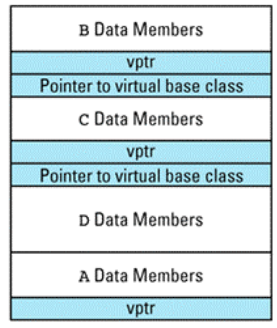 B Data Members
vptr
Pointer to virtual base class
C Data Members
vptr
Pointer to virtual base class
D Data Members
A Data Members
vptr